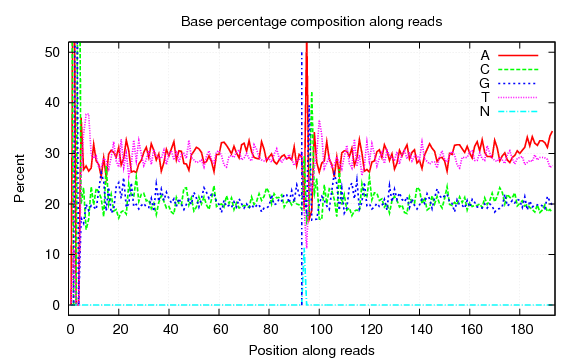 Base percentage composition along reads
50
40
30
20
10
0
Percent
A
C
G
T
N
0 20 40 60 80 100 120 140 160 180
Position along reads